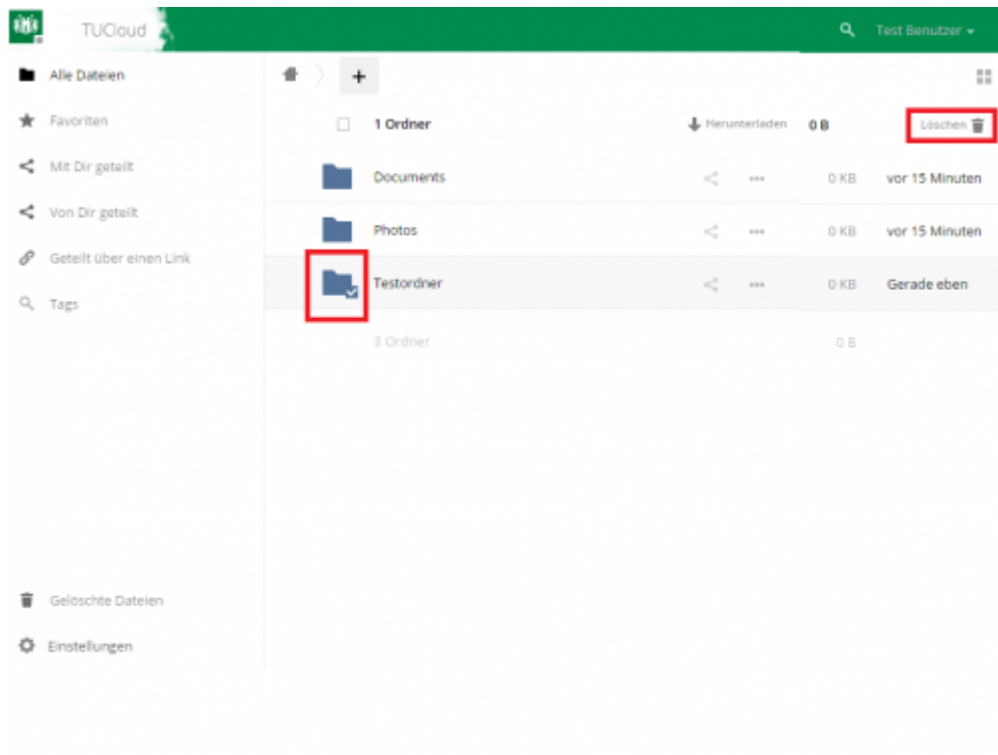 TUCloud
Test Benutzer
Alle Dateien
Favoriten
Mit Dir geteilt
Von Dir geteilt
Geteilt über einen Link
Tags
Gelöschte Dateien
Einstellungen
+
1 Ordner Herunterladen 0 B Löschen
Documents 0 KB vor 15 Minuten
Photos 0 KB vor 15 Minuten
Testordner 0 KB Gerade eben
3 Ordner 0 B